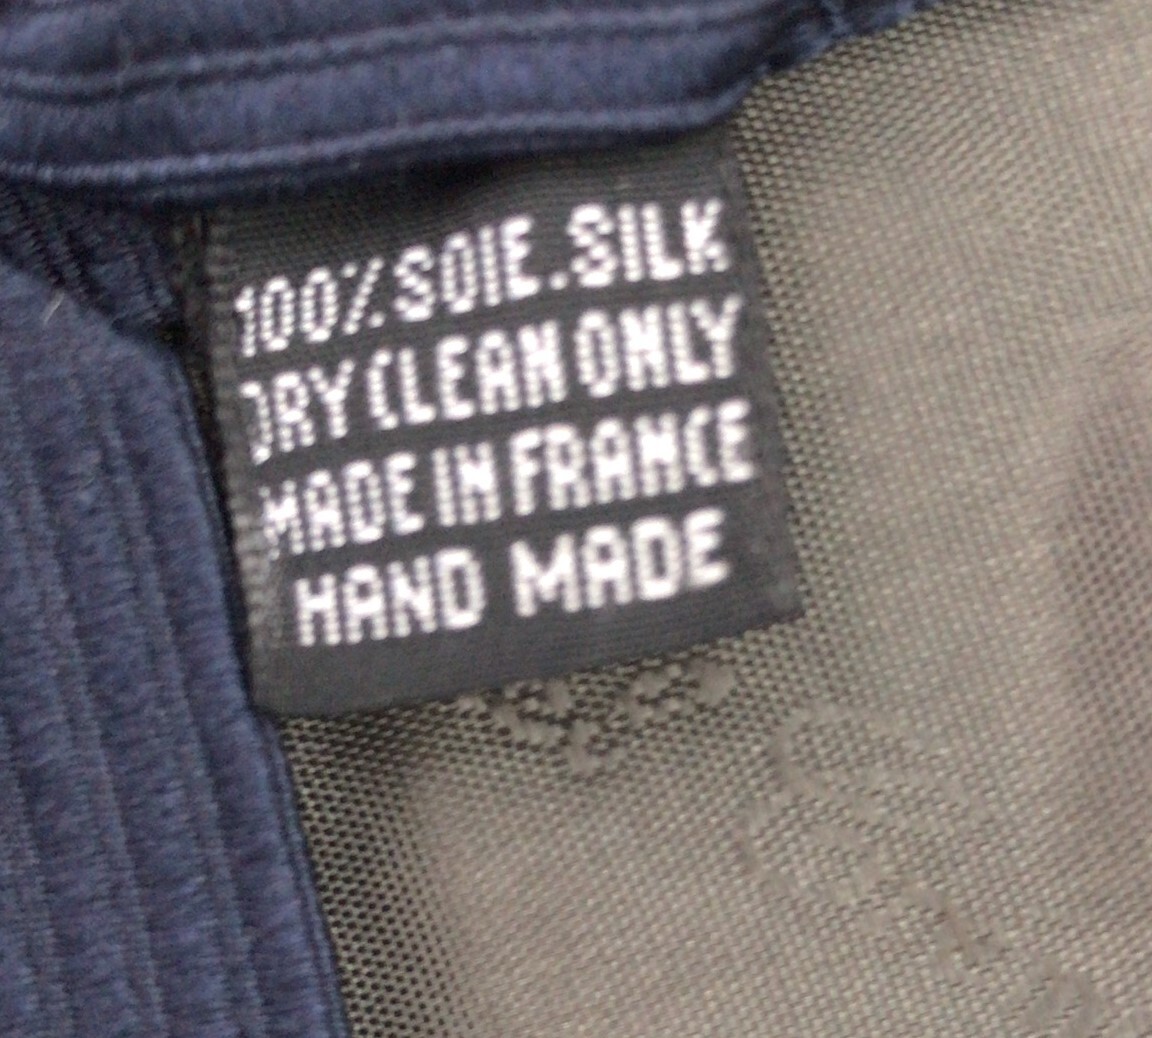 100% SOIE.SILK
DRY CLEAN ONLY
MADE IN FRANCE
HAND MADE